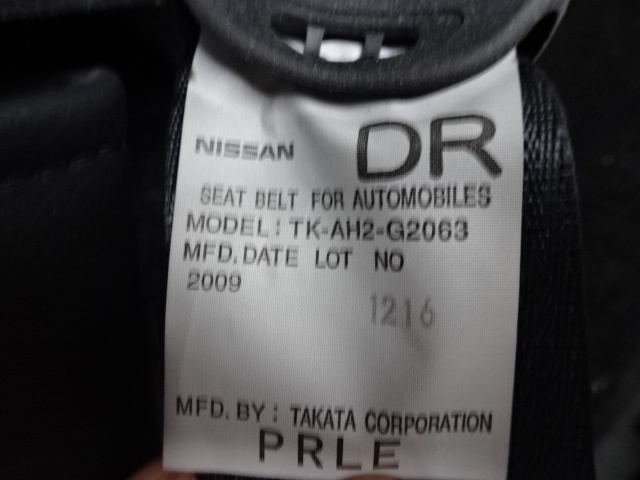 NISSAN DR
SEAT BELT FOR AUTOMOBILES
MODEL: TK-AH2-G2063
MFD.DATE LOT NO
2009
1216
MFD.BY: TAKATA CORPORATION
PRLE